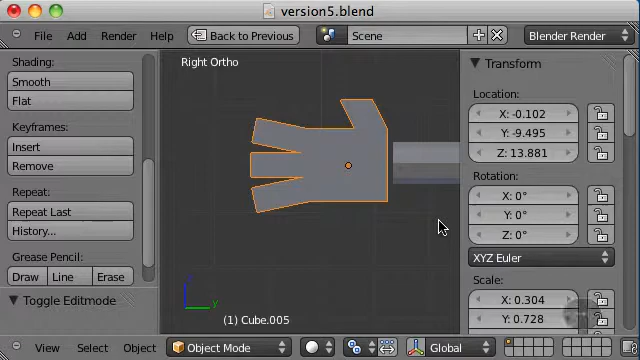 version5.blend
File Add Render Help Back to Previous Scene Blender Render
Shading:
Smooth
Flat
Keyframes:
Insert
Remove
Repeat:
Repeat Last
History...
Grease Pencil:
Draw Line Erase
Toggle Editmode
Right Ortho
z
y
(1) Cube.005
Transform
Location:
X: -0.102
Y: -9.495
Z: 13.881
Rotation:
X: 0°
Y: 0°
Z: 0°
XYZ Euler
Scale:
X: 0.304
Y: 0.728
View Select Object Object Mode Global